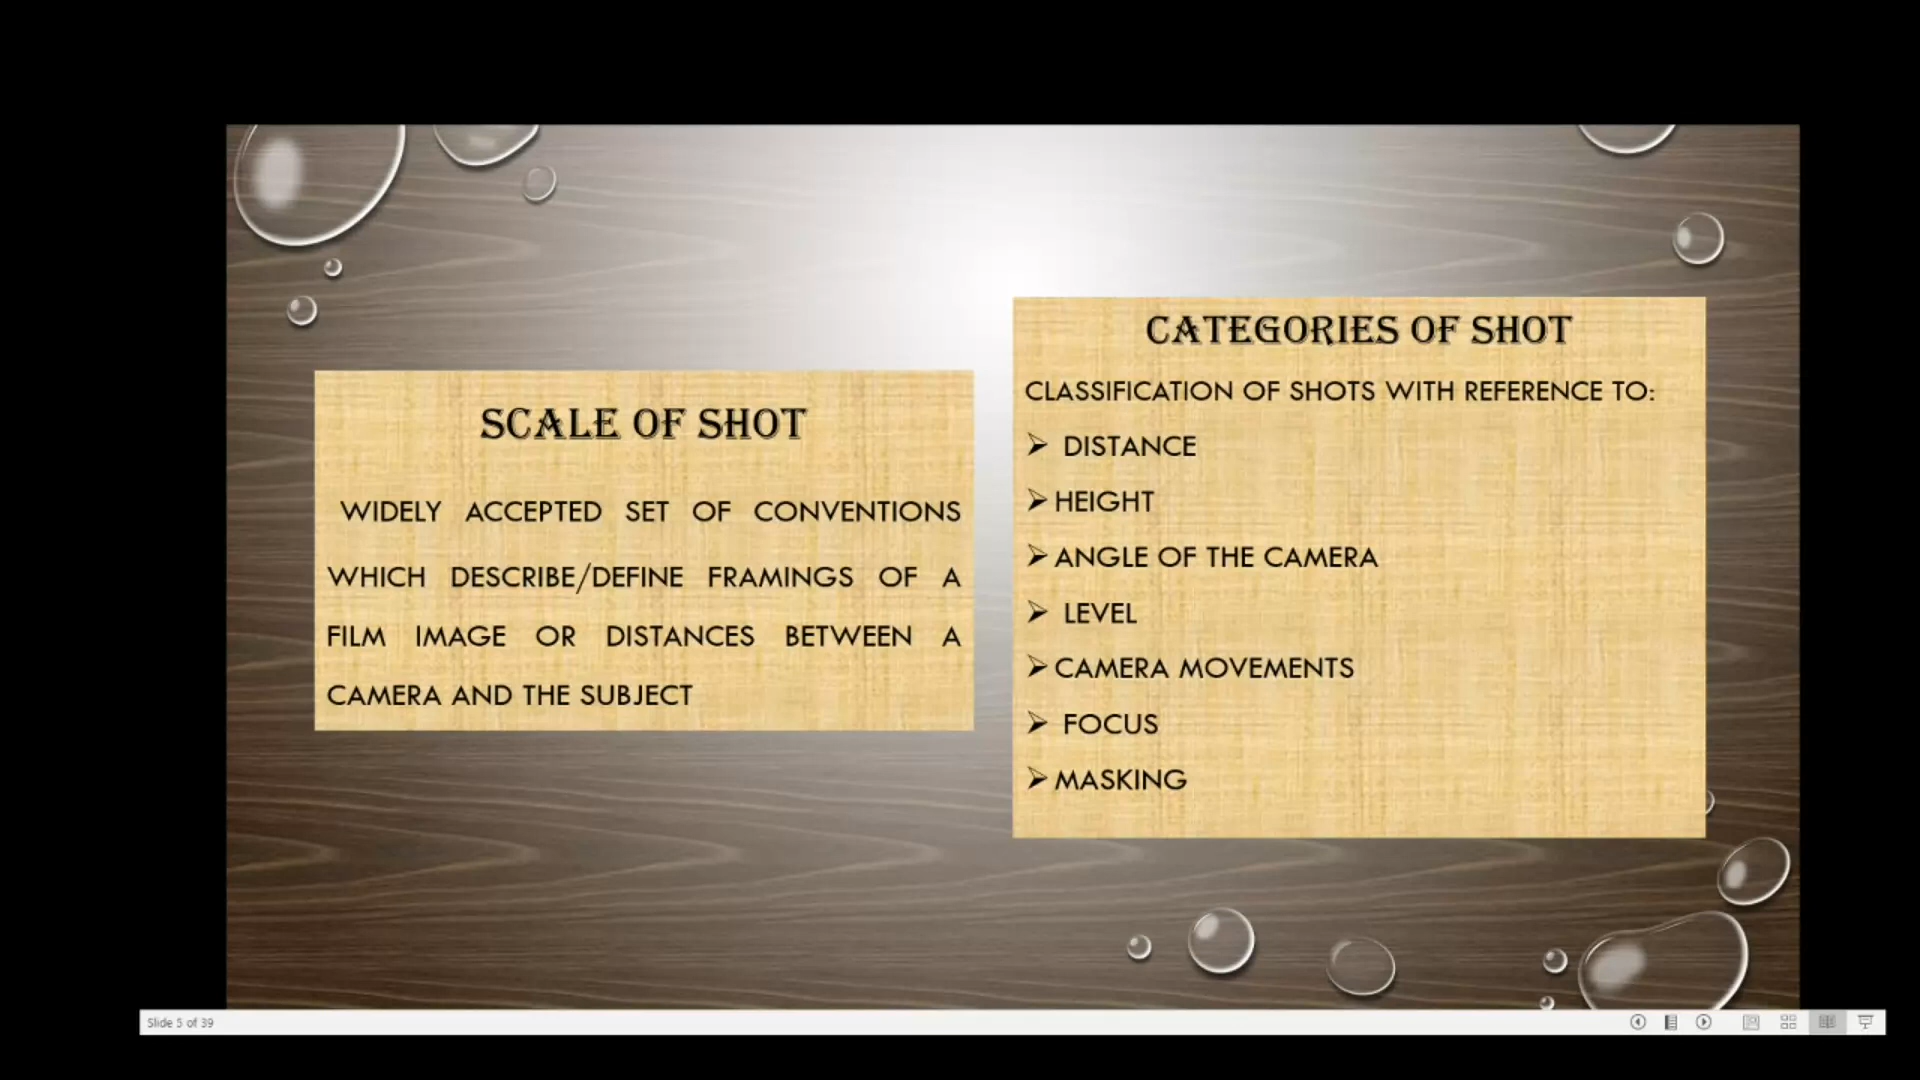 SCALE OF SHOT
WIDELY ACCEPTED SET OF CONVENTIONS
WHICH DESCRIBE/DEFINE FRAMINGS OF A
FILM IMAGE OR DISTANCES BETWEEN A
CAMERA AND THE SUBJECT
CATEGORIES OF SHOT
CLASSIFICATION OF SHOTS WITH REFERENCE TO:
➢ DISTANCE
➢ HEIGHT
➢ ANGLE OF THE CAMERA
➢ LEVEL
➢ CAMERA MOVEMENTS
➢ FOCUS
➢ MASKING
Slide 5 of 39